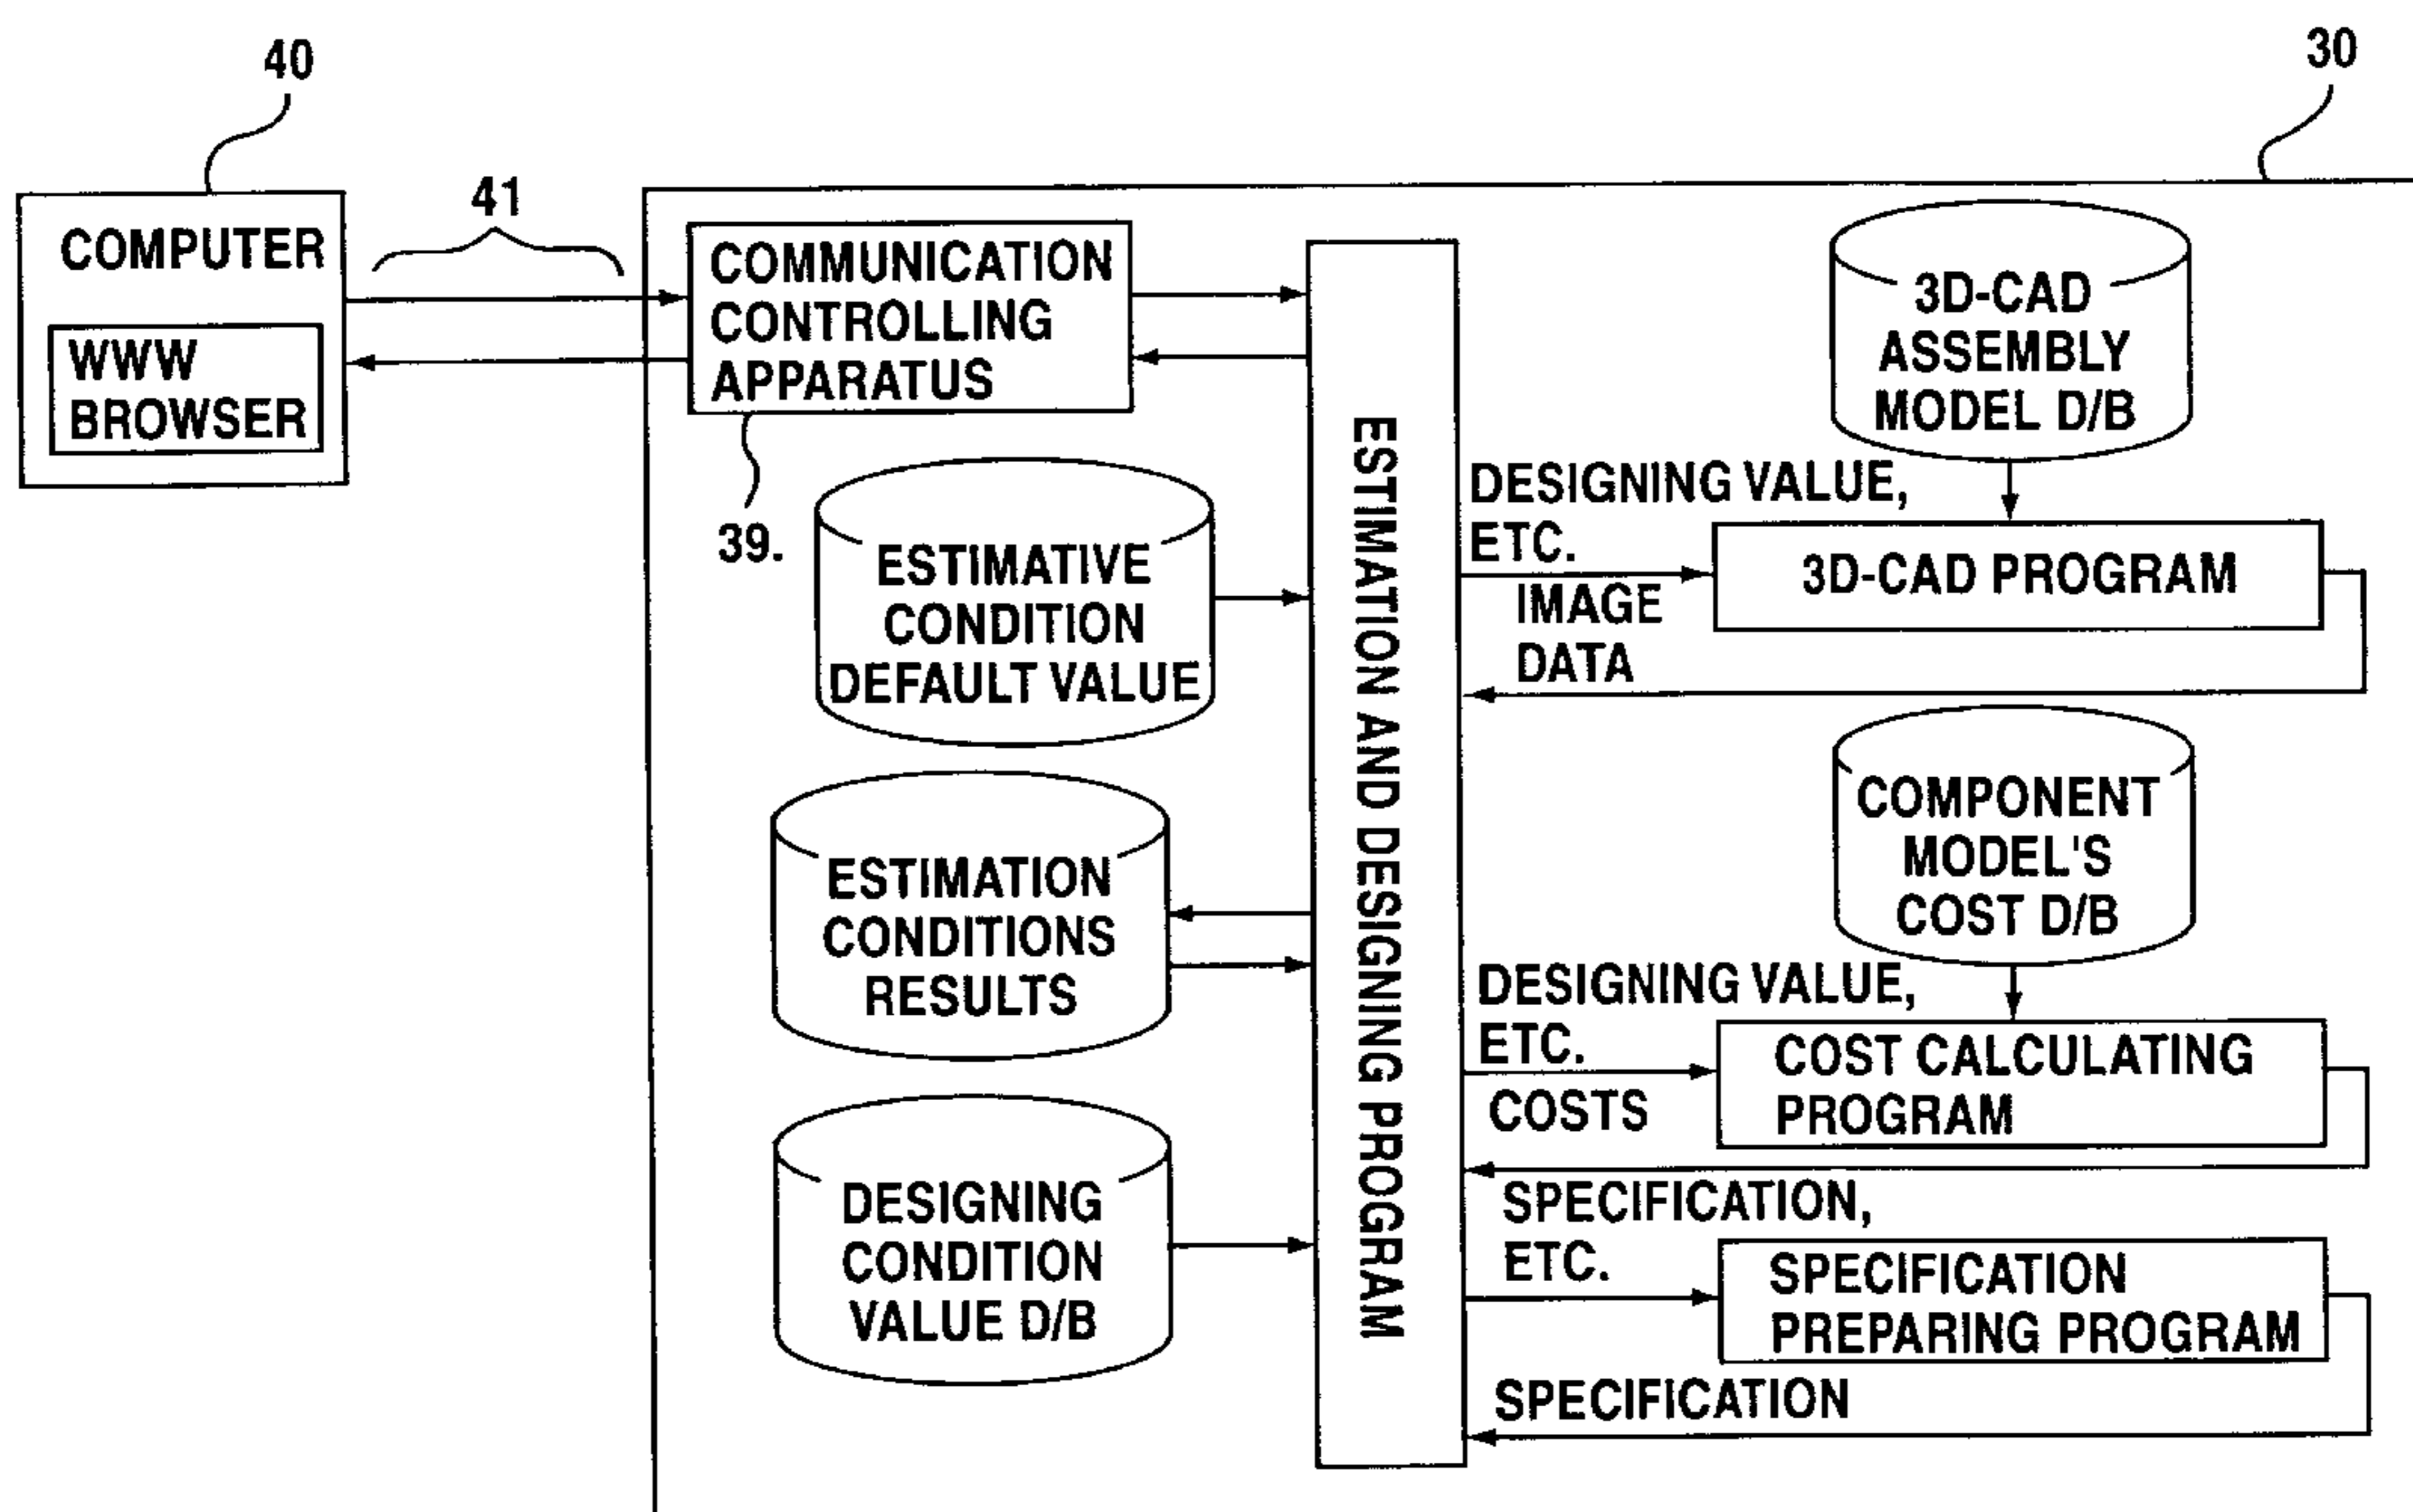 40
30
41
COMPUTER
WWW
BROWSER
COMMUNICATION
CONTROLLING
APPARATUS
39.
ESTIMATIVE
CONDITION
DEFAULT VALUE
ESTIMATION
CONDITIONS
RESULTS
DESIGNING
CONDITION
VALUE D/B
ESTIMATION AND DESIGNING PROGRAM
3D-CAD
ASSEMBLY
MODEL D/B
DESIGNING VALUE,
ETC.
3D-CAD PROGRAM
IMAGE
DATA
COMPONENT
MODEL'S
COST D/B
DESIGNING VALUE,
ETC.
COST CALCULATING
PROGRAM
COSTS
SPECIFICATION,
ETC.
SPECIFICATION
PREPARING PROGRAM
SPECIFICATION